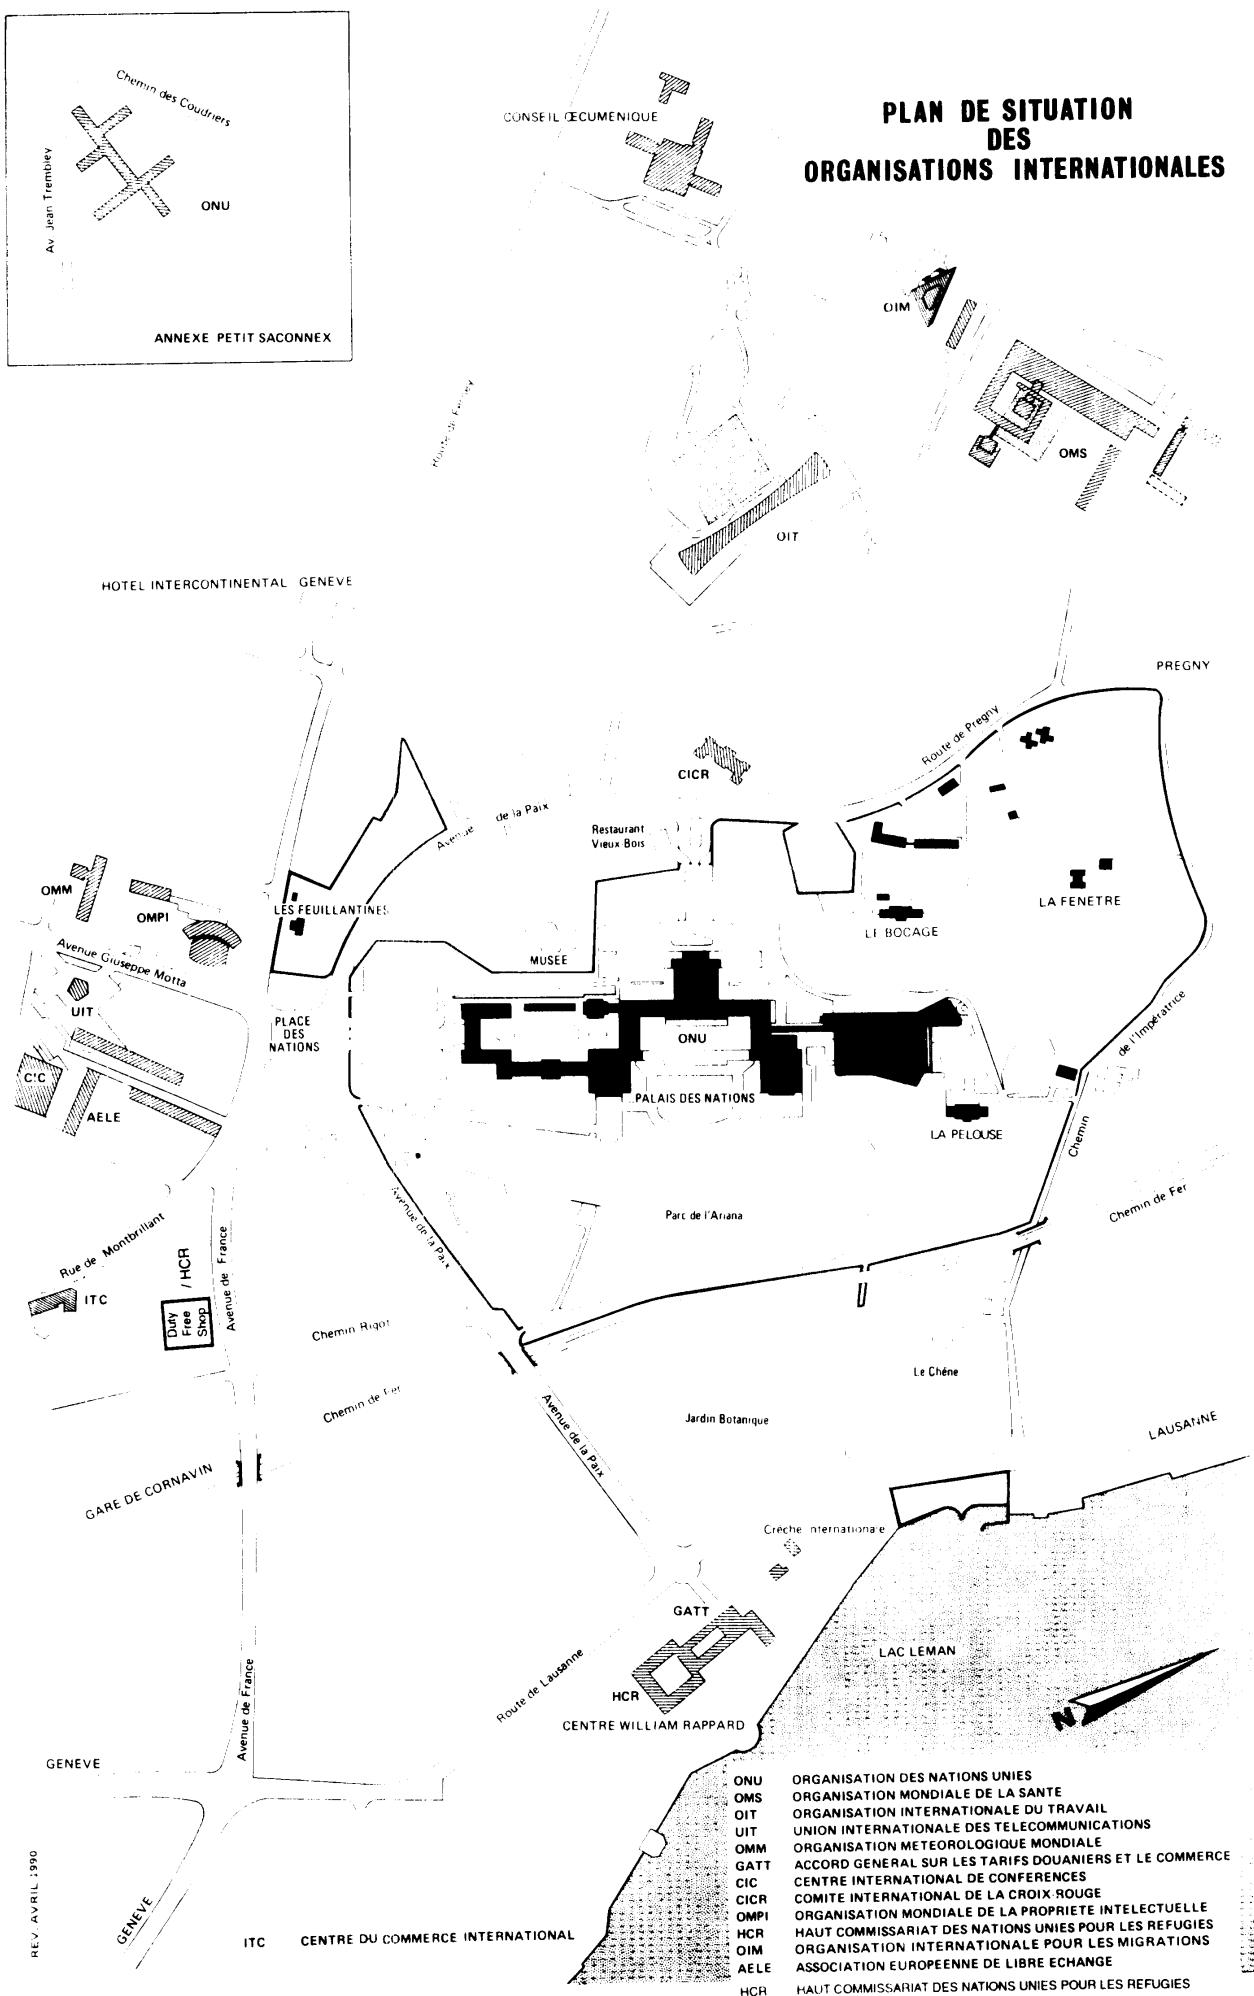 PLAN DE SITUATION
DES
ORGANISATIONS INTERNATIONALES
Chemin des Coudriers
Av. Jean Trembley
ONU
ANNEXE PETIT SACONNEX
CONSEIL ŒCUMENIQUE
OIM
OMS
Route de Ferney
OIT
HOTEL INTERCONTINENTAL GENEVE
PREGNY
Route de Pregny
CICR
Avenue de la Paix
Restaurant
Vieux-Bois
OMM
OMPI
LES FEUILLANTINES
LA FENETRE
LE BOCAGE
Avenue Giuseppe Motta
MUSEE
UIT
PLACE
DES
NATIONS
ONU
de l'Impératrice
CIC
PALAIS DES NATIONS
AELE
LA PELOUSE
Chemin
Avenue de la Paix
Parc de l'Ariana
Chemin de Fer
Rue de Montbrillant
/ HCR
Avenue de France
ITC
Duty
Free
Shop
Chemin Rigot
Le Chêne
Chemin de Fer
Avenue de la Paix
Jardin Botanique
LAUSANNE
GARE DE CORNAVIN
Crèche Internationale
GATT
LAC LEMAN
Route de Lausanne
HCR
CENTRE WILLIAM RAPPARD
N
Avenue de France
GENEVE
ONU ORGANISATION DES NATIONS UNIES
OMS ORGANISATION MONDIALE DE LA SANTE
OIT ORGANISATION INTERNATIONALE DU TRAVAIL
UIT UNION INTERNATIONALE DES TELECOMMUNICATIONS
OMM ORGANISATION METEOROLOGIQUE MONDIALE
GATT ACCORD GENERAL SUR LES TARIFS DOUANIERS ET LE COMMERCE
CIC CENTRE INTERNATIONAL DE CONFERENCES
CICR COMITE INTERNATIONAL DE LA CROIX-ROUGE
OMPI ORGANISATION MONDIALE DE LA PROPRIETE INTELECTUELLE
HCR HAUT COMMISSARIAT DES NATIONS UNIES POUR LES REFUGIES
OIM ORGANISATION INTERNATIONALE POUR LES MIGRATIONS
AELE ASSOCIATION EUROPEENNE DE LIBRE ECHANGE
HCR HAUT COMMISSARIAT DES NATIONS UNIES POUR LES REFUGIES
ITC CENTRE DU COMMERCE INTERNATIONAL
GENEVE
REV. AVRIL 1990